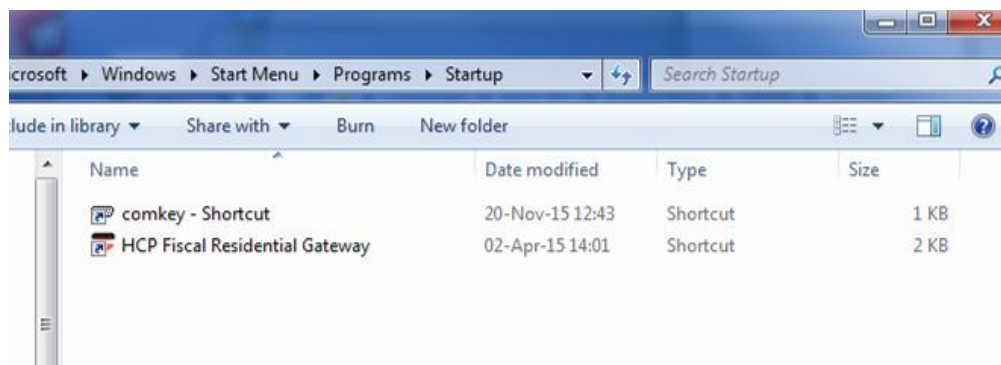 icrosoft ▸ Windows ▸ Start Menu ▸ Programs ▸ Startup Search Startup
lude in library Share with Burn New folder
Name Date modified Type Size
comkey - Shortcut 20-Nov-15 12:43 Shortcut 1 KB
HCP Fiscal Residential Gateway 02-Apr-15 14:01 Shortcut 2 KB